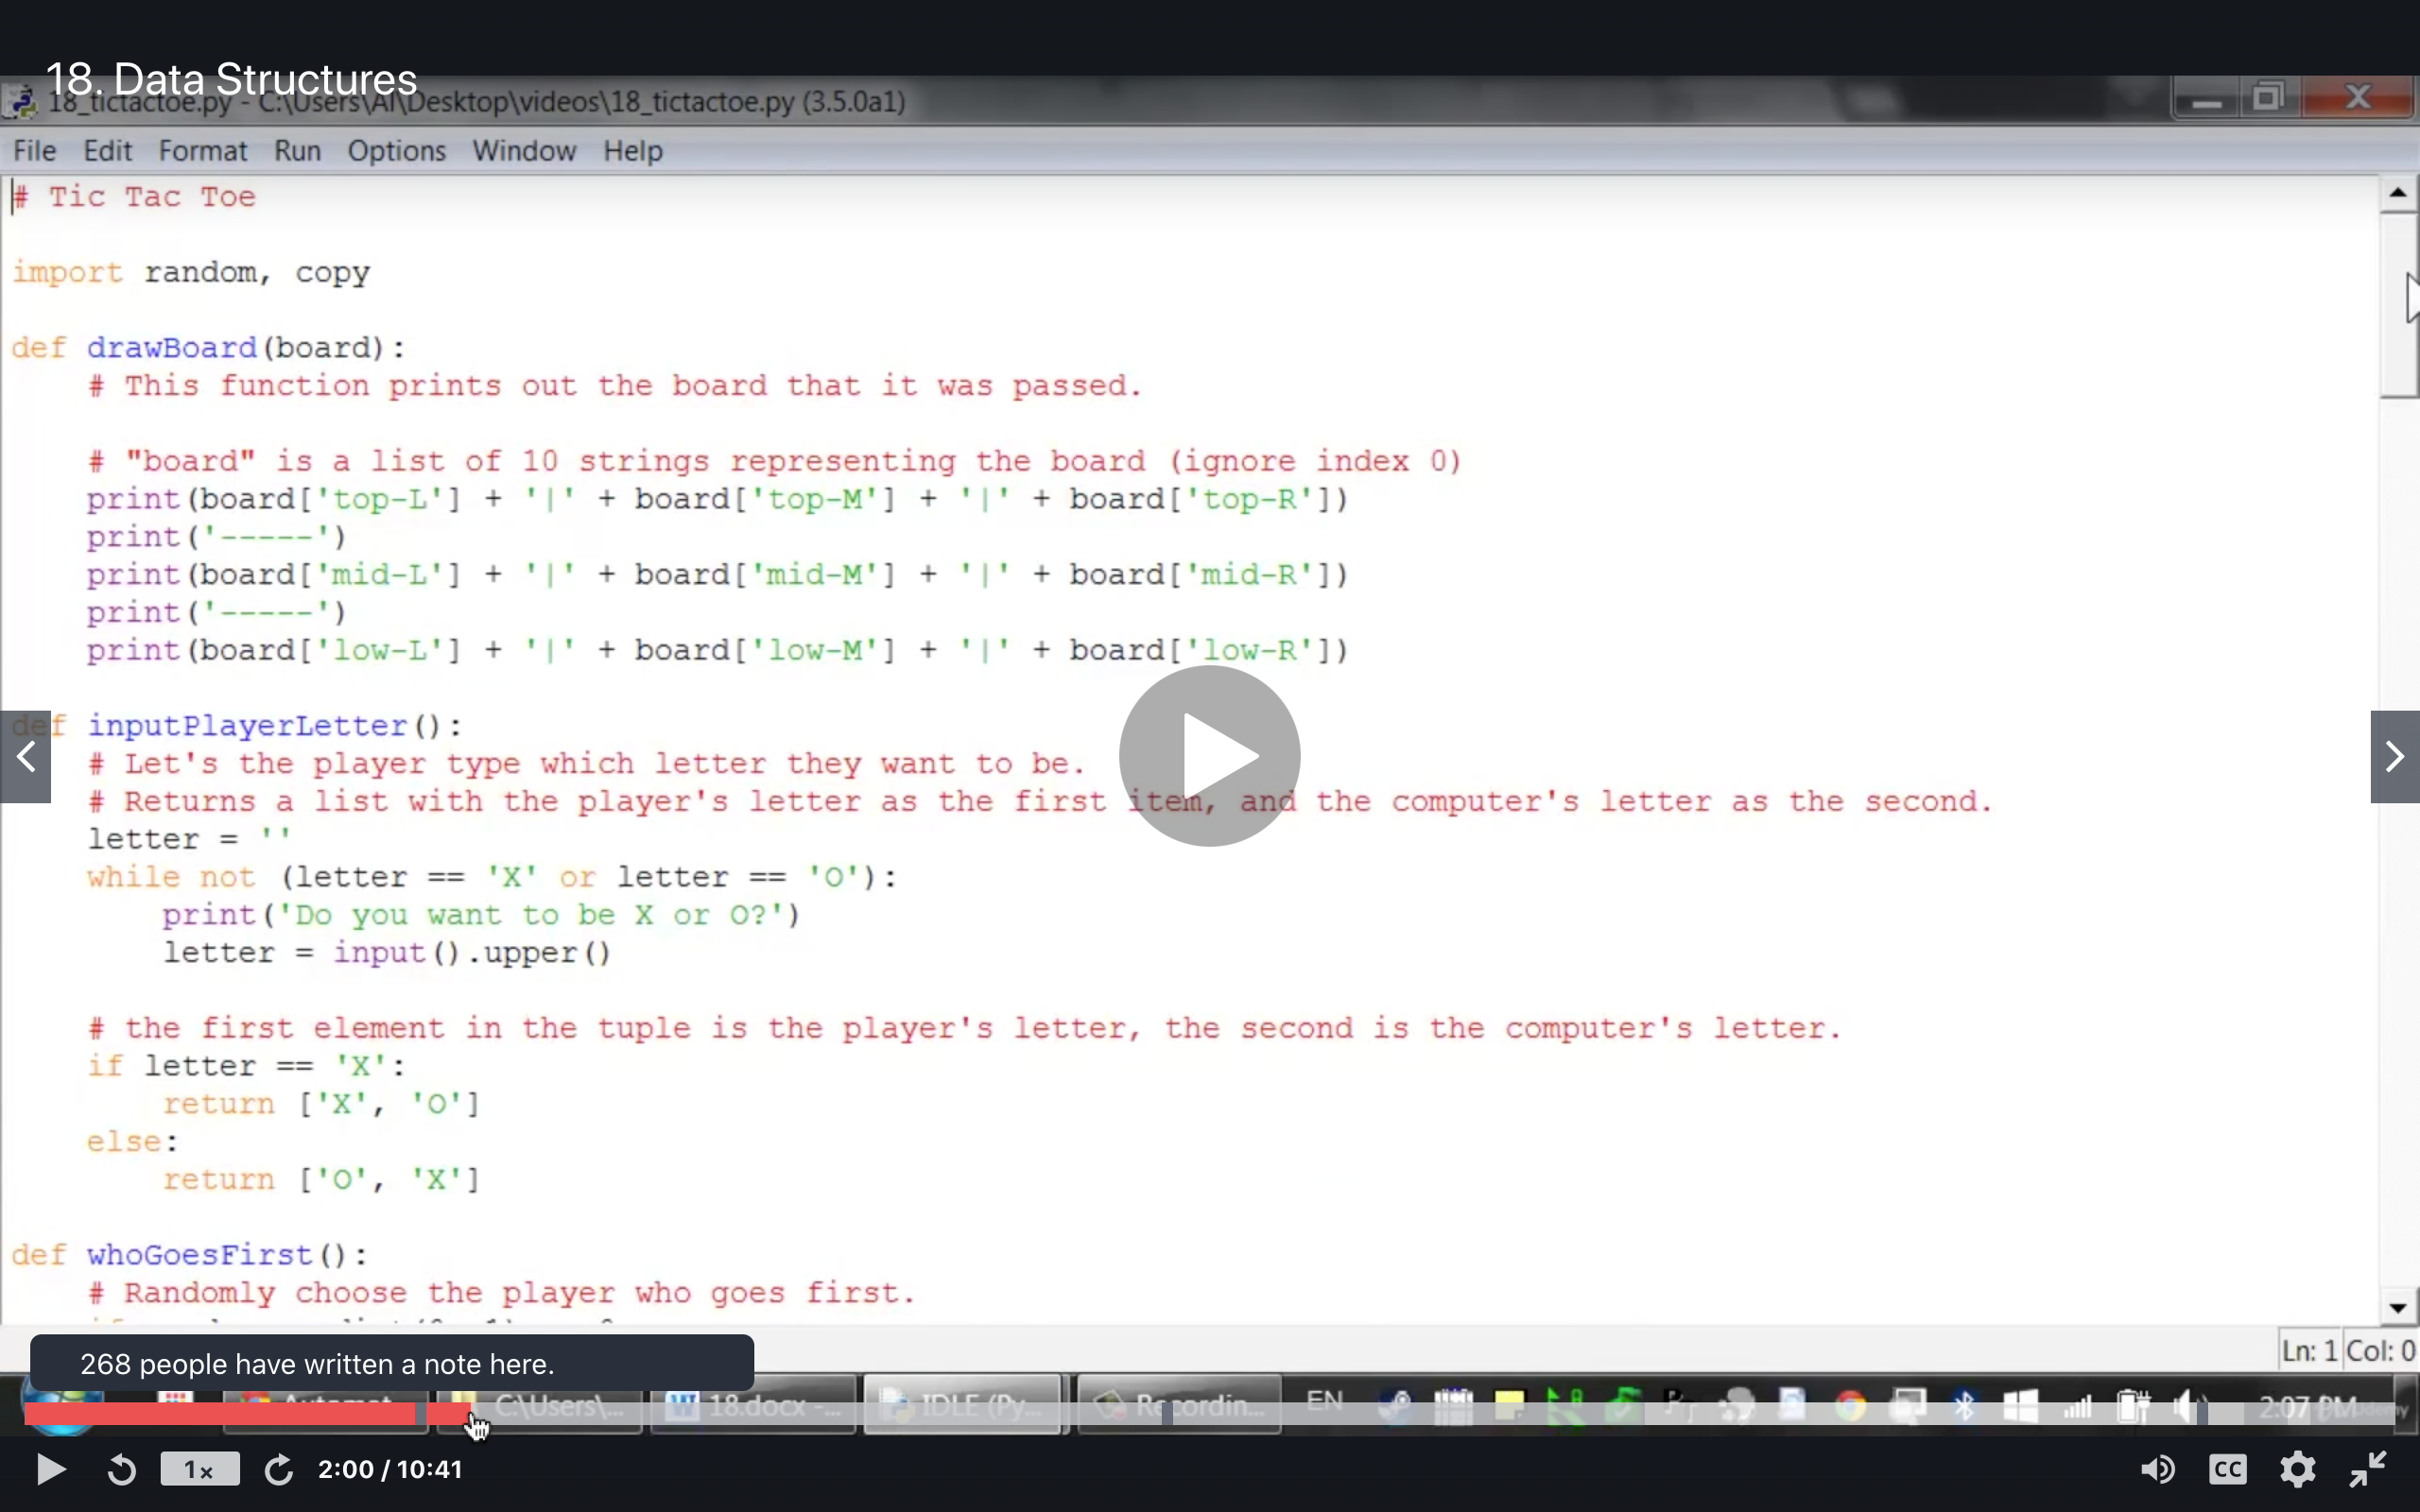 18. Data Structures
18_tictactoe.py - C:\Users\Al\Desktop\videos\18_tictactoe.py (3.5.0a1)
File Edit Format Run Options Window Help
# Tic Tac Toe
import random, copy
def drawBoard(board):
# This function prints out the board that it was passed.
# "board" is a list of 10 strings representing the board (ignore index 0)
print(board['top-L'] + '|' + board['top-M'] + '|' + board['top-R'])
print('-----')
print(board['mid-L'] + '|' + board['mid-M'] + '|' + board['mid-R'])
print('-----')
print(board['low-L'] + '|' + board['low-M'] + '|' + board['low-R'])
def inputPlayerLetter():
# Let's the player type which letter they want to be.
# Returns a list with the player's letter as the first item, and the computer's letter as the second.
letter = ''
while not (letter == 'X' or letter == 'O'):
print('Do you want to be X or O?')
letter = input().upper()
# the first element in the tuple is the player's letter, the second is the computer's letter.
if letter == 'X':
return ['X', 'O']
else:
return ['O', 'X']
def whoGoesFirst():
# Randomly choose the player who goes first.
Ln: 1 Col: 0
268 people have written a note here.
Automat... C:\Users\... 18.docx -... IDLE (Py... Recordin... EN 2:07 PM
1x 2:00 / 10:41 CC